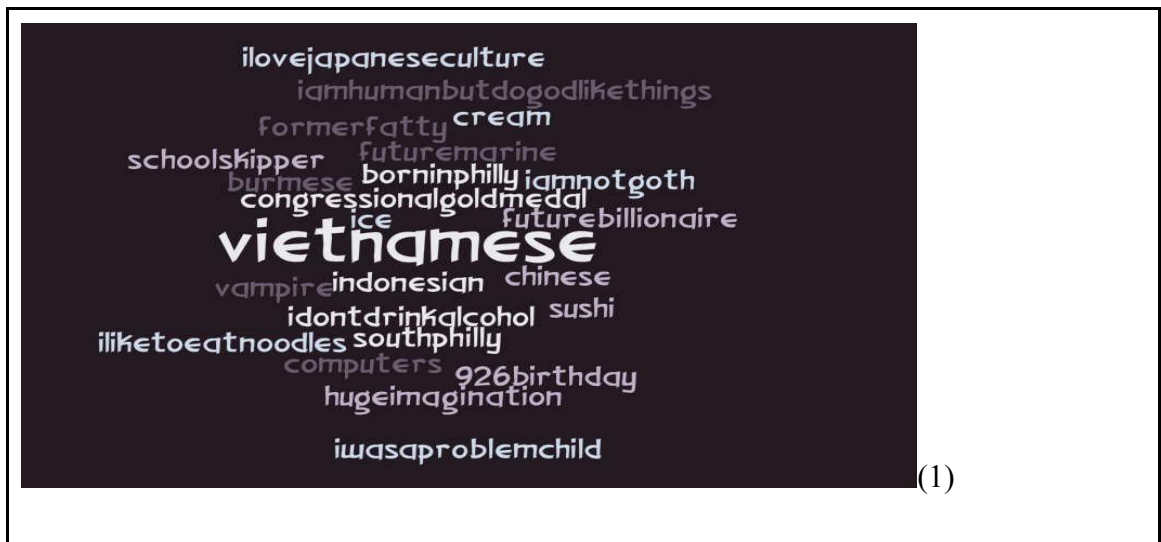 ilovejapaneseculture
iamhumanbutdogodlikethings
formerfatty cream
schoolskipper futuremarine
burmese borninphilly iamnotgoth
congressionalgoldmedal
ice futurebillionaire
vietnamese
vampire indonesian chinese
idontdrinkalcohol sushi
iliketoeatnoodles southphilly
computers 926birthday
hugeimagination
iwasaproblemchild
(1)